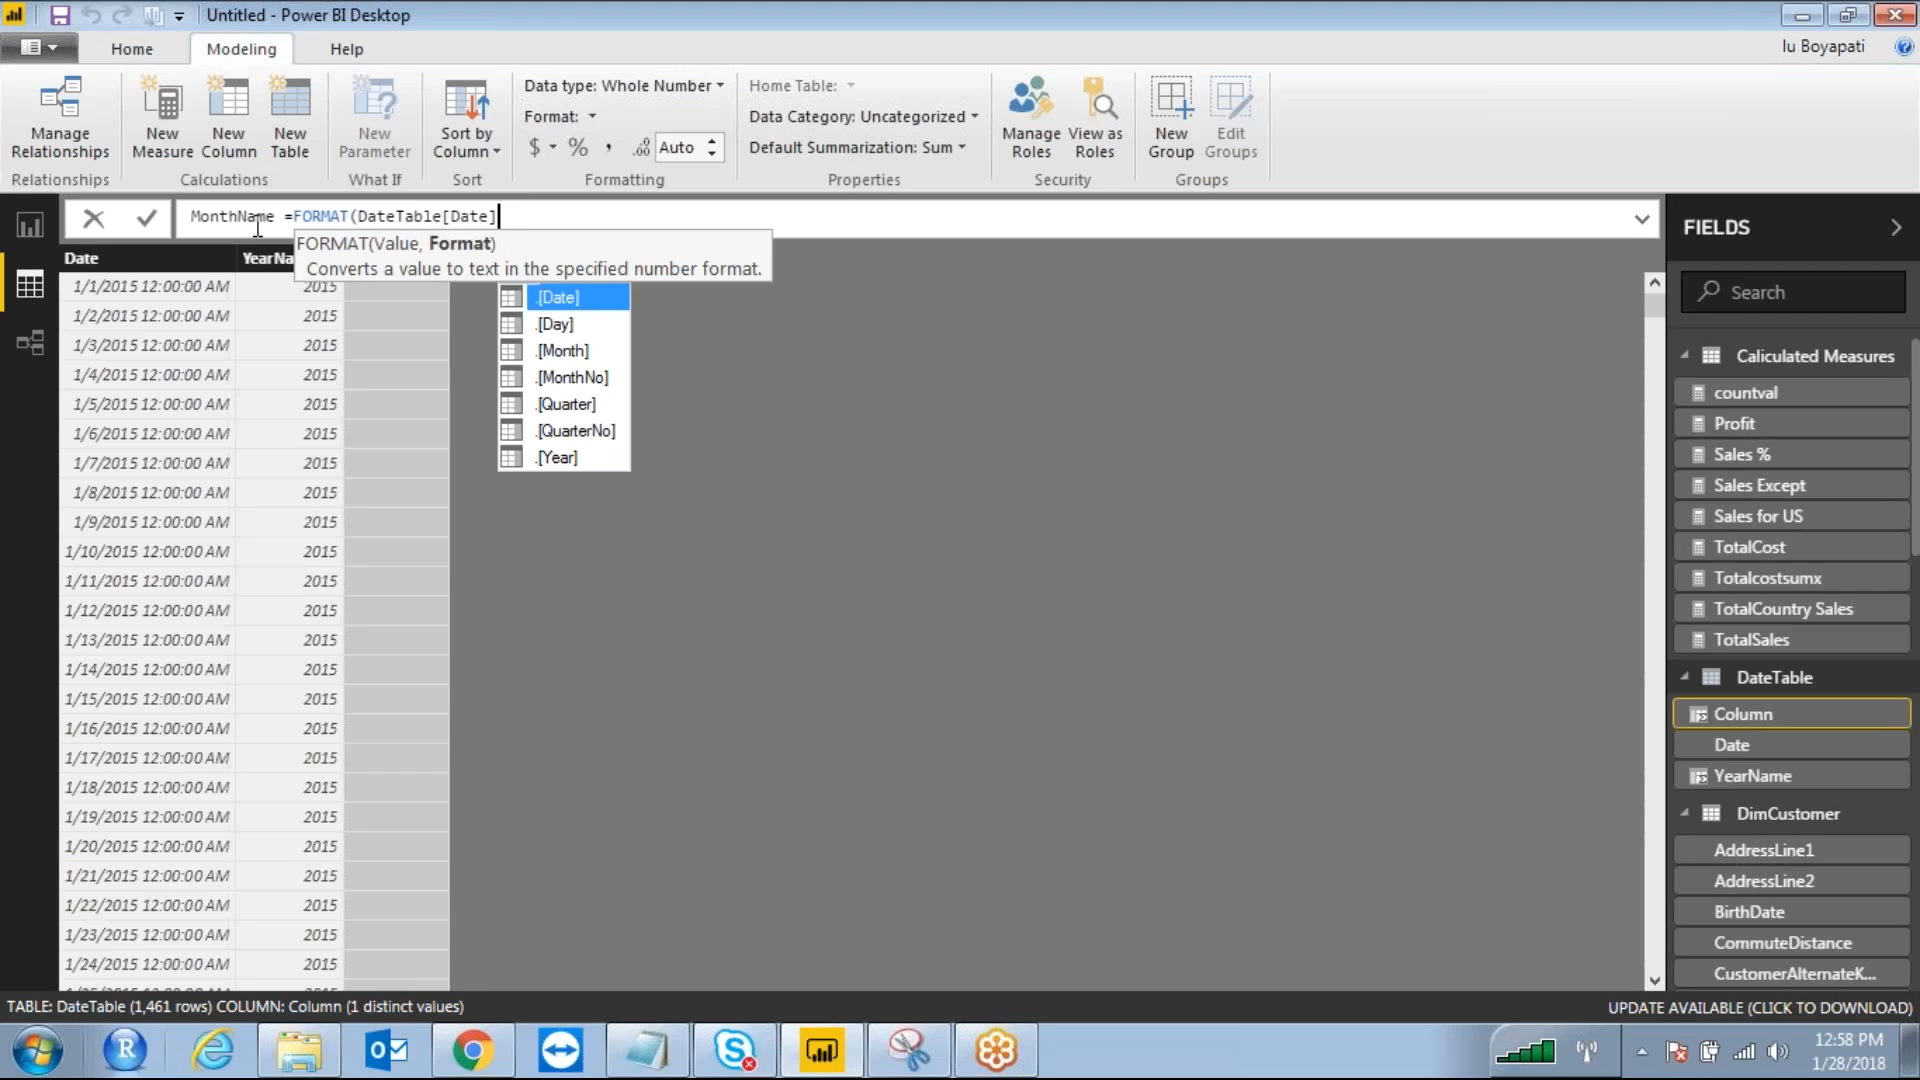 Untitled - Power BI Desktop
Home
Modeling
Help
lu Boyapati
Manage Relationships
New Measure
New Column
New Table
New Parameter
Sort by Column
Data type: Whole Number
Format:
$ % , .00 Auto
Home Table:
Data Category: Uncategorized
Default Summarization: Sum
Manage Roles
View as Roles
New Group
Edit Groups
Relationships
Calculations
What If
Sort
Formatting
Properties
Security
Groups
MonthName =FORMAT(DateTable[Date]
FORMAT(Value, Format)
Converts a value to text in the specified number format.
.[Date]
.[Day]
.[Month]
.[MonthNo]
.[Quarter]
.[QuarterNo]
.[Year]
Date YearNa
1/1/2015 12:00:00 AM 2015
1/2/2015 12:00:00 AM 2015
1/3/2015 12:00:00 AM 2015
1/4/2015 12:00:00 AM 2015
1/5/2015 12:00:00 AM 2015
1/6/2015 12:00:00 AM 2015
1/7/2015 12:00:00 AM 2015
1/8/2015 12:00:00 AM 2015
1/9/2015 12:00:00 AM 2015
1/10/2015 12:00:00 AM 2015
1/11/2015 12:00:00 AM 2015
1/12/2015 12:00:00 AM 2015
1/13/2015 12:00:00 AM 2015
1/14/2015 12:00:00 AM 2015
1/15/2015 12:00:00 AM 2015
1/16/2015 12:00:00 AM 2015
1/17/2015 12:00:00 AM 2015
1/18/2015 12:00:00 AM 2015
1/19/2015 12:00:00 AM 2015
1/20/2015 12:00:00 AM 2015
1/21/2015 12:00:00 AM 2015
1/22/2015 12:00:00 AM 2015
1/23/2015 12:00:00 AM 2015
1/24/2015 12:00:00 AM 2015
FIELDS
Search
Caliculated Measures
countval
Profit
Sales %
Sales Except
Sales for US
TotalCost
Totalcostsumx
TotalCountry Sales
TotalSales
DateTable
Column
Date
YearName
DimCustomer
AddressLine1
AddressLine2
BirthDate
CommuteDistance
CustomerAlternateK...
TABLE: DateTable (1,461 rows) COLUMN: Column (1 distinct values)
UPDATE AVAILABLE (CLICK TO DOWNLOAD)
12:58 PM
1/28/2018